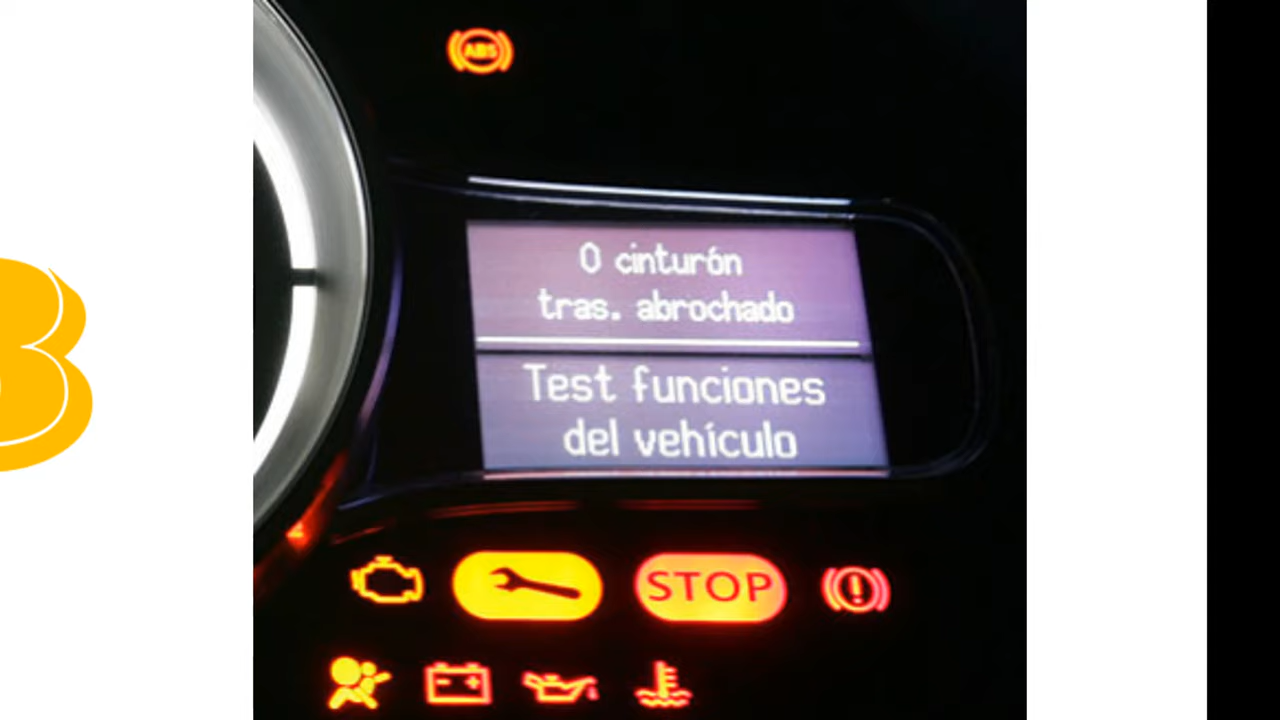 ABS
0 cinturón
tras. abrochado
Test funciones
del vehículo
STOP